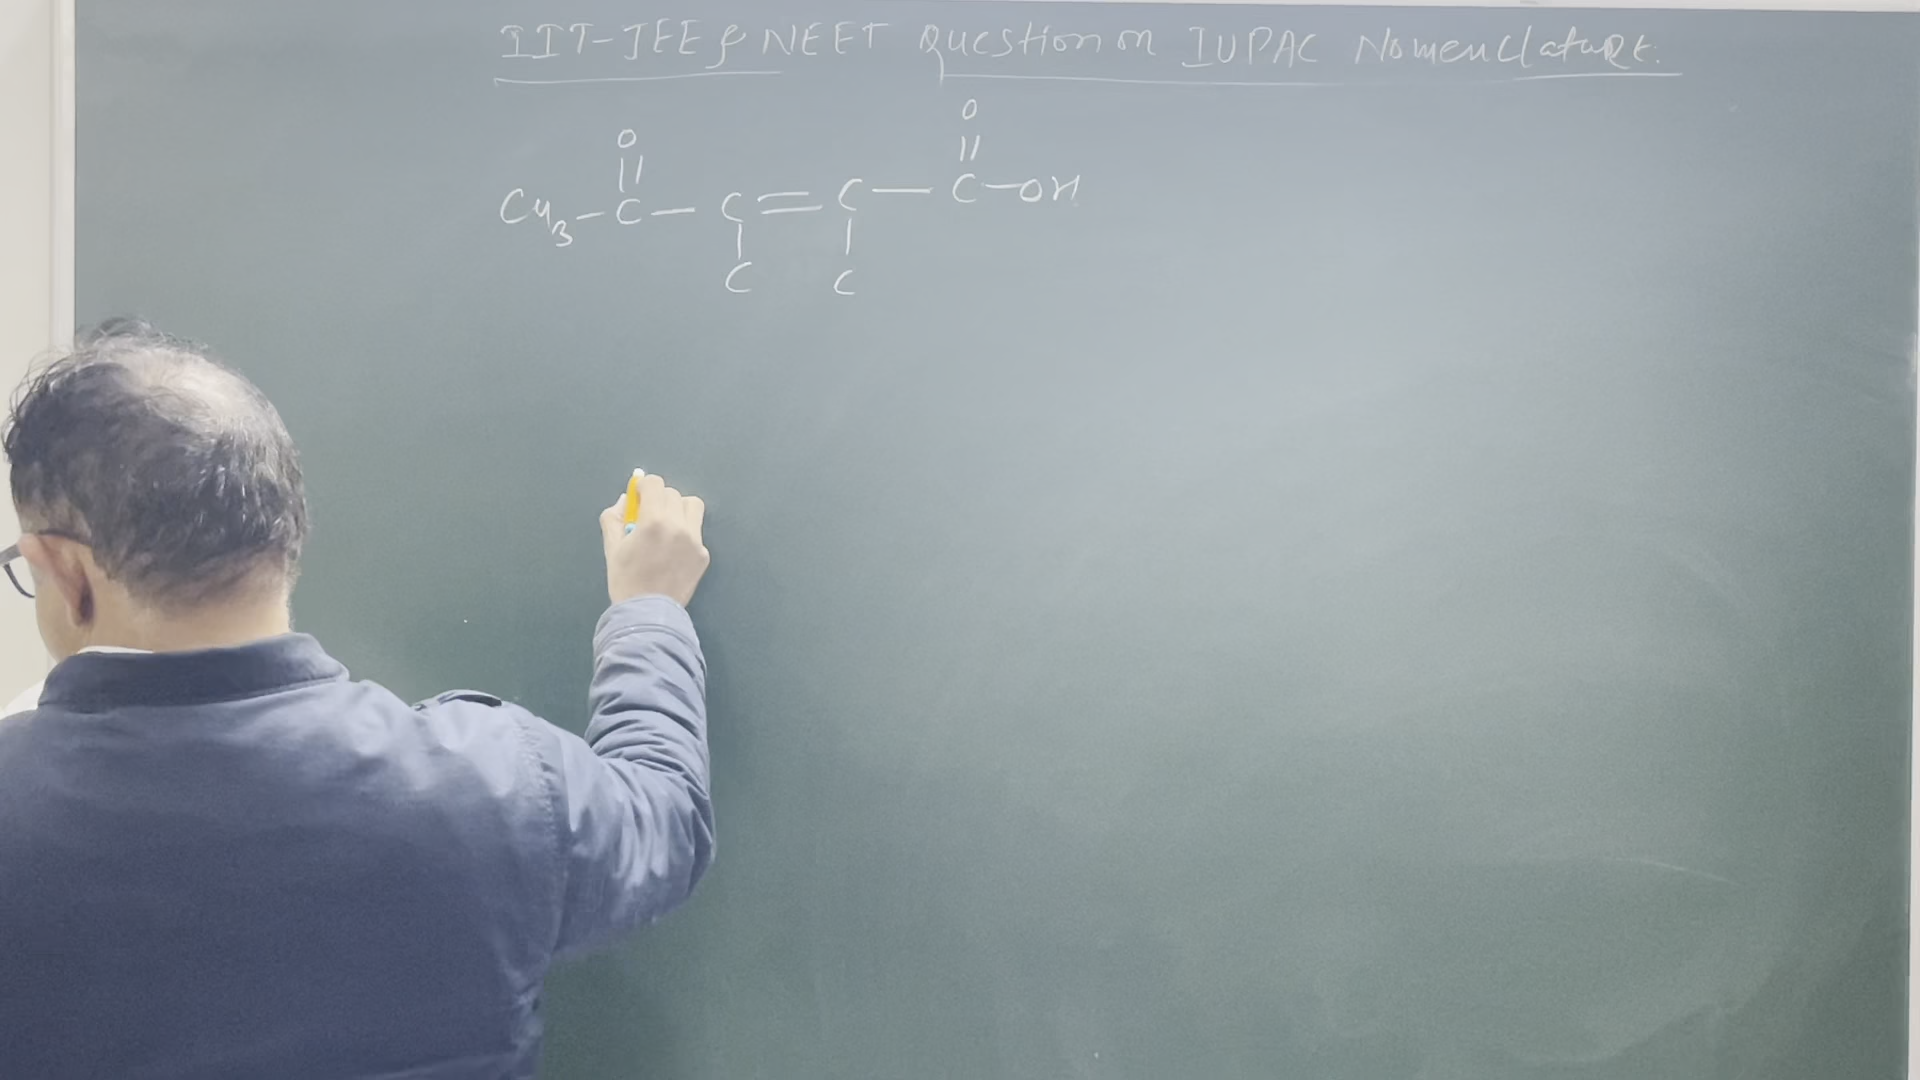 IIT-JEE & NEET Question on IUPAC Nomenclature.
O O
|| ||
CH3-C-C=C-C-OH
| |
C C